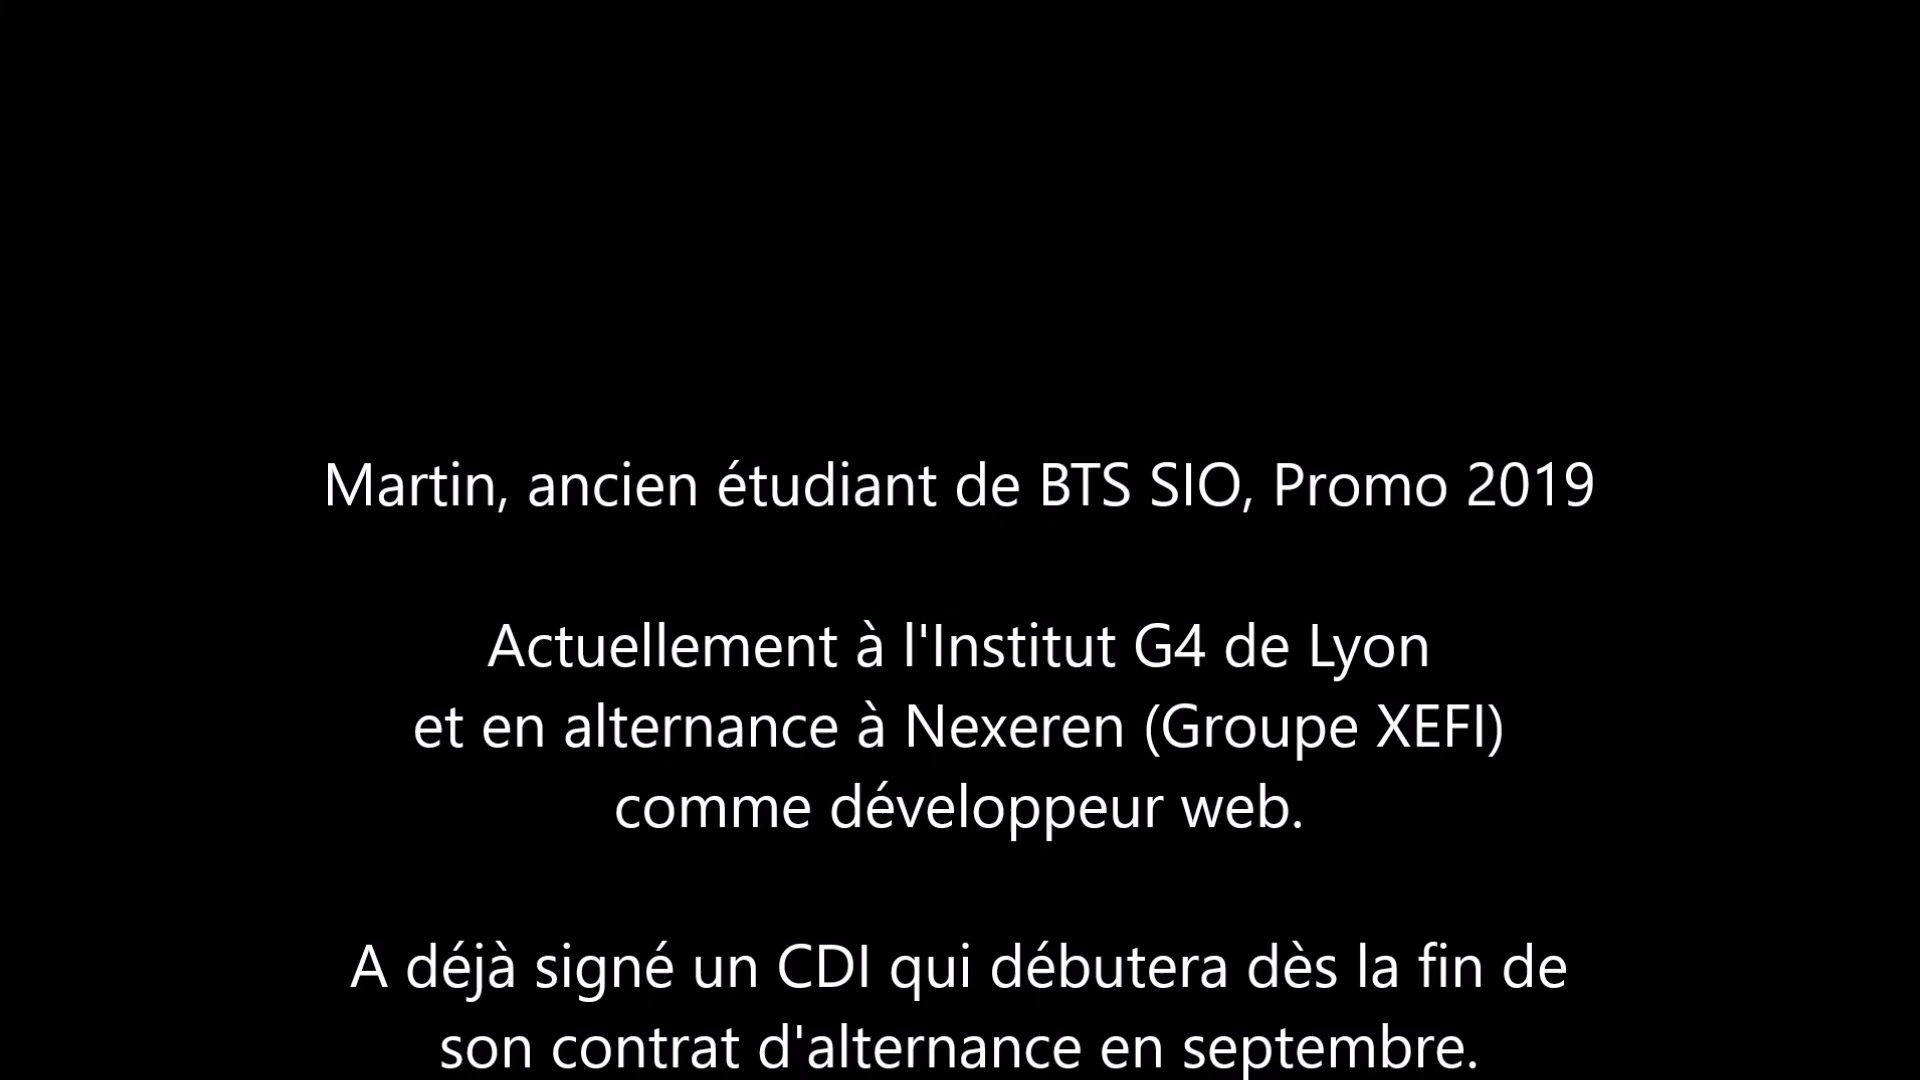 Martin, ancien étudiant de BTS SIO, Promo 2019
Actuellement à l'Institut G4 de Lyon
et en alternance à Nexeren (Groupe XEFI)
comme développeur web.
A déjà signé un CDI qui débutera dès la fin de
son contrat d'alternance en septembre.